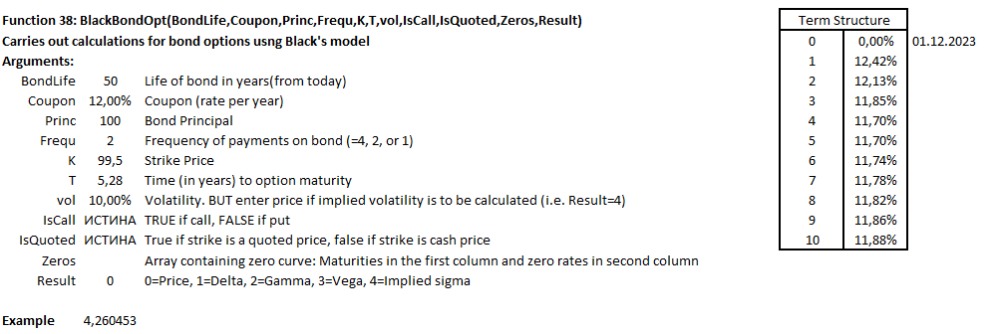 Function 38: BlackBondOpt(BondLife,Coupon,Princ,Frequ,K,T,vol,IsCall,IsQuoted,Zeros,Result)
Carries out calculations for bond options usng Black's model
Arguments:
BondLife 50 Life of bond in years(from today)
Coupon 12,00% Coupon (rate per year)
Princ 100 Bond Principal
Frequ 2 Frequency of payments on bond (=4, 2, or 1)
K 99,5 Strike Price
T 5,28 Time (in years) to option maturity
vol 10,00% Volatility. BUT enter price if implied volatility is to be calculated (i.e. Result=4)
IsCall ИСТИНА TRUE if call, FALSE if put
IsQuoted ИСТИНА True if strike is a quoted price, false if strike is cash price
Zeros Array containing zero curve: Maturities in the first column and zero rates in second column
Result 0 0=Price, 1=Delta, 2=Gamma, 3=Vega, 4=Implied sigma
Example 4,260453
Term Structure
0 0,00% 01.12.2023
1 12,42%
2 12,13%
3 11,85%
4 11,70%
5 11,70%
6 11,74%
7 11,78%
8 11,82%
9 11,86%
10 11,88%